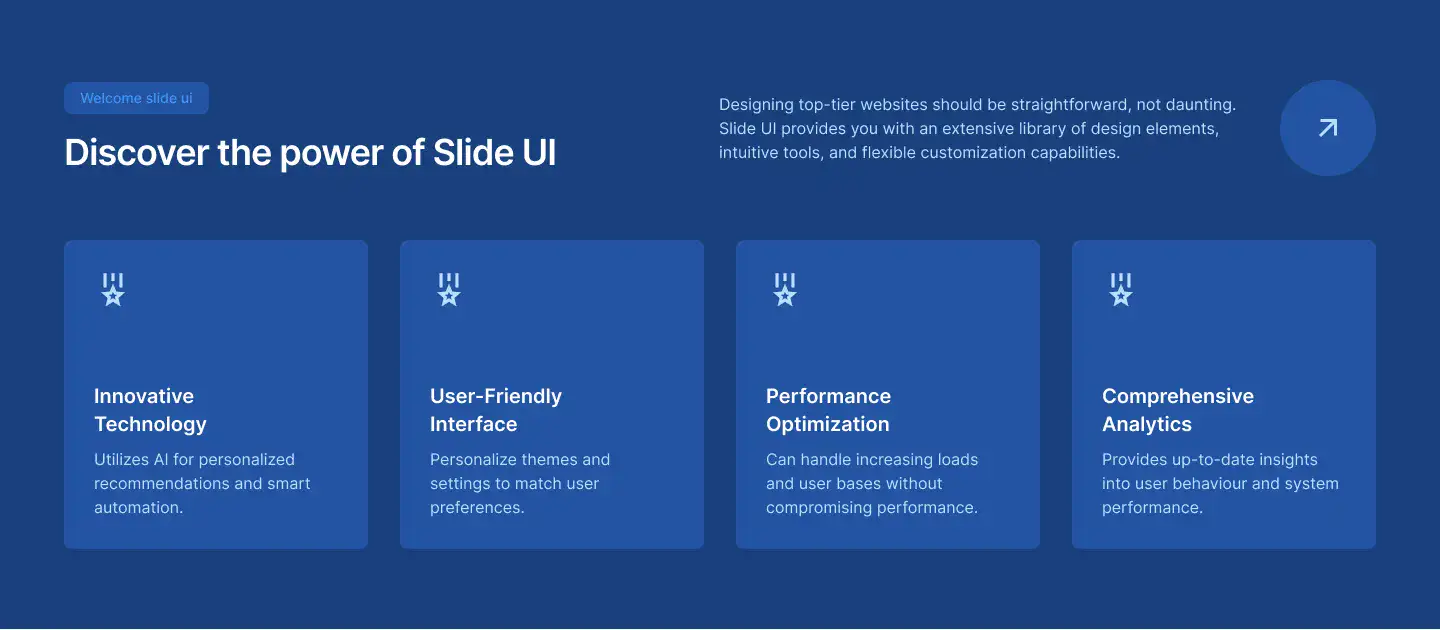 Welcome slide ui
Discover the power of Slide UI
Designing top-tier websites should be straightforward, not daunting.
Slide UI provides you with an extensive library of design elements,
intuitive tools, and flexible customization capabilities.
Innovative
Technology
Utilizes AI for personalized
recommendations and smart
automation.
User-Friendly
Interface
Personalize themes and
settings to match user
preferences.
Performance
Optimization
Can handle increasing loads
and user bases without
compromising performance.
Comprehensive
Analytics
Provides up-to-date insights
into user behaviour and system
performance.